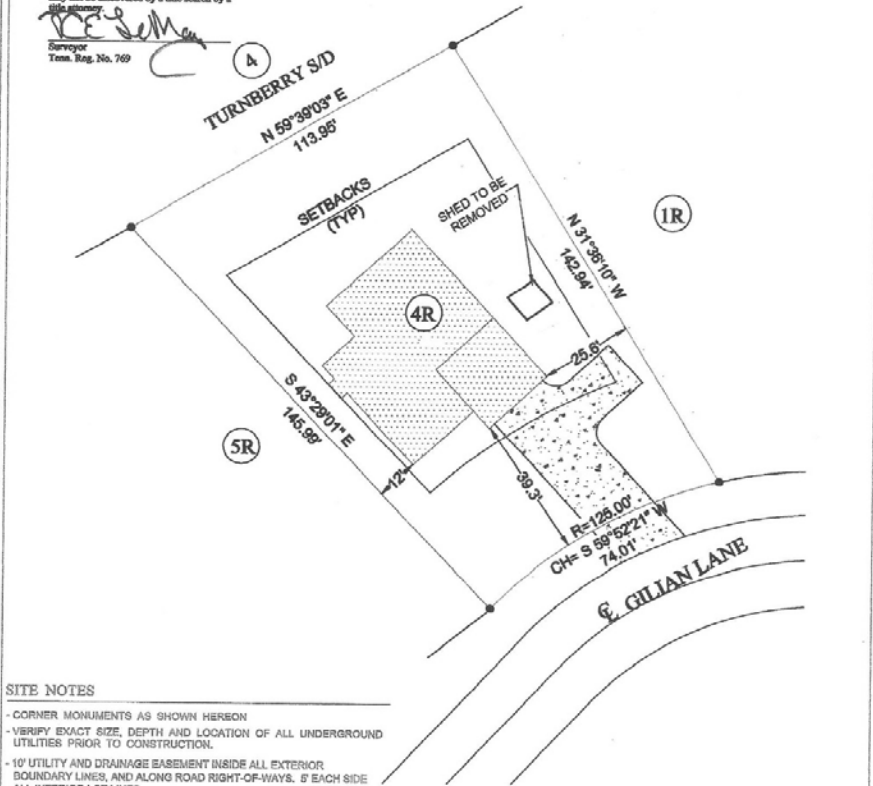 title attorney.
Surveyor
Tenn. Reg. No. 769
4
TURNBERRY S/D
N 59°39'03" E
113.95'
SETBACKS
(TYP)
SHED TO BE
REMOVED
1R
N 31°36'10" W
142.94'
4R
25.6'
S 43°29'01" E
145.99'
5R
12'
39.3'
R=125.00'
CH= S 59°52'21" W
74.01'
℄ GILIAN LANE
SITE NOTES
- CORNER MONUMENTS AS SHOWN HEREON
- VERIFY EXACT SIZE, DEPTH AND LOCATION OF ALL UNDERGROUND
UTILITIES PRIOR TO CONSTRUCTION.
- 10' UTILITY AND DRAINAGE EASEMENT INSIDE ALL EXTERIOR
BOUNDARY LINES, AND ALONG ROAD RIGHT-OF-WAYS. 5' EACH SIDE